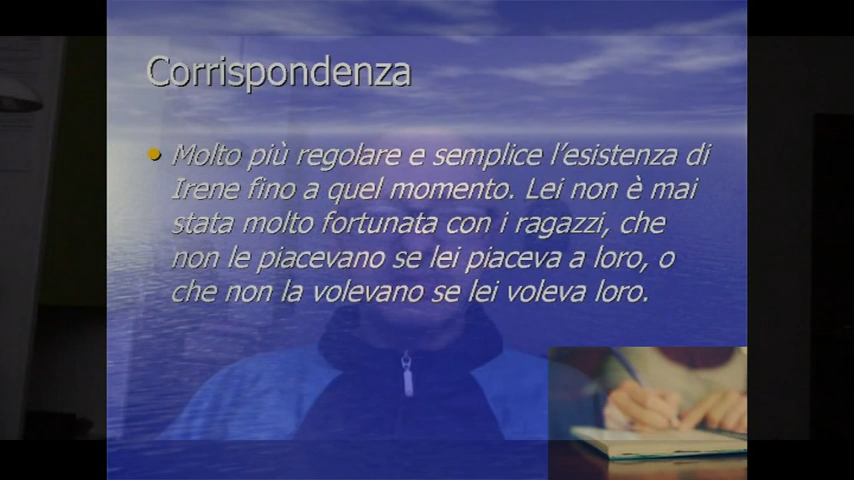 Corrispondenza
Molto più regolare e semplice l'esistenza di
Irene fino a quel momento. Lei non è mai
stata molto fortunata con i ragazzi, che
non le piacevano se lei piaceva a loro, o
che non la volevano se lei voleva loro.